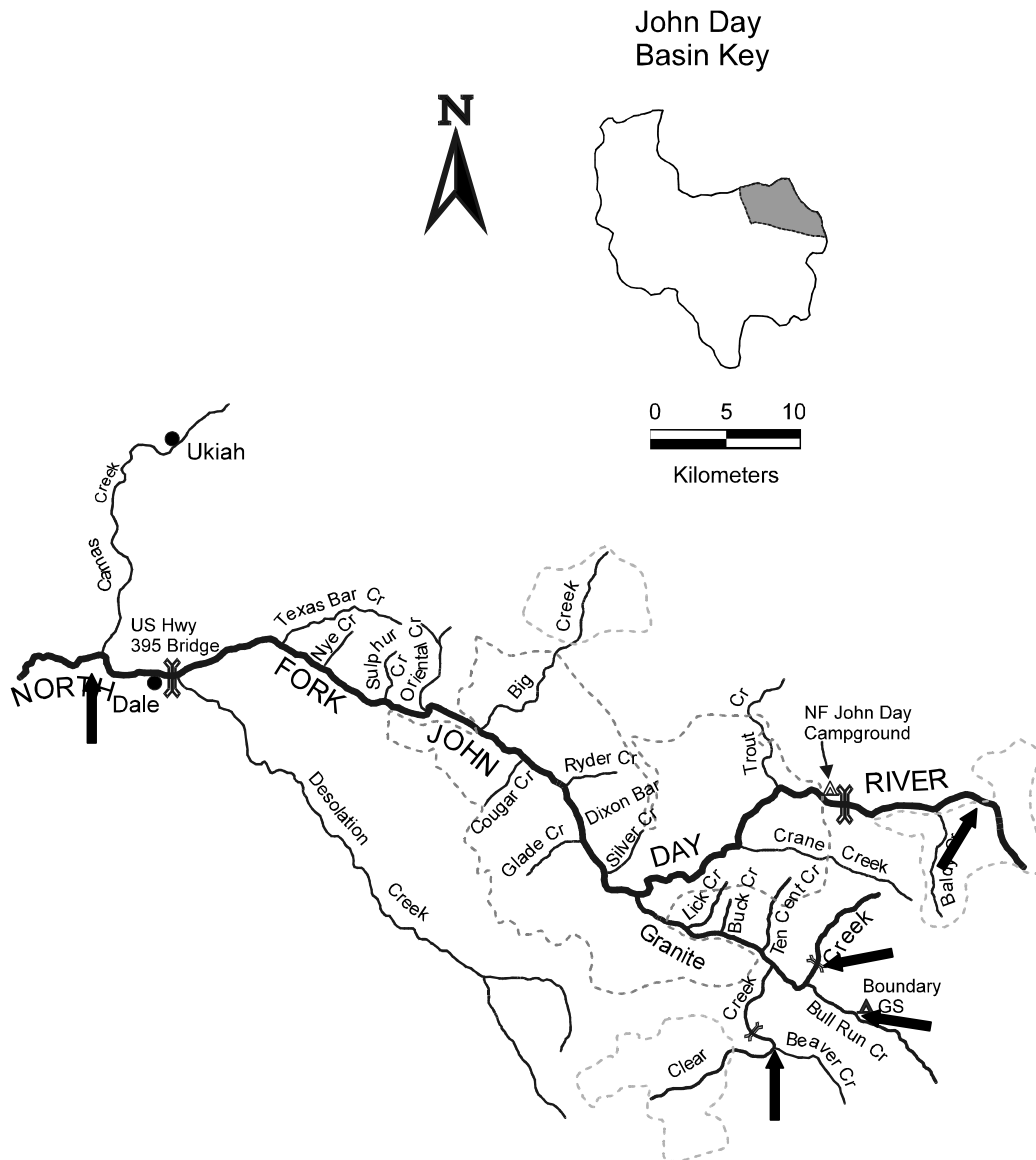 John Day
Basin Key
N
0 5 10
Kilometers
Ukiah
Camas Creek
US Hwy
395 Bridge
Texas Bar Cr
Nye Cr
Sulphur
Cr
Oriental Cr
Big Creek
NORTH FORK JOHN DAY RIVER
Dale
Desolation Creek
Cougar Cr
Ryder Cr
Dixon Bar
Glade Cr
Silver Cr
Trout Cr
NF John Day
Campground
Crane Creek
Baldy Cr
Lick Cr
Buck Cr
Ten Cent Cr
Granite Creek
Boundary
GS
Bull Run Cr
Clear Creek
Beaver Cr